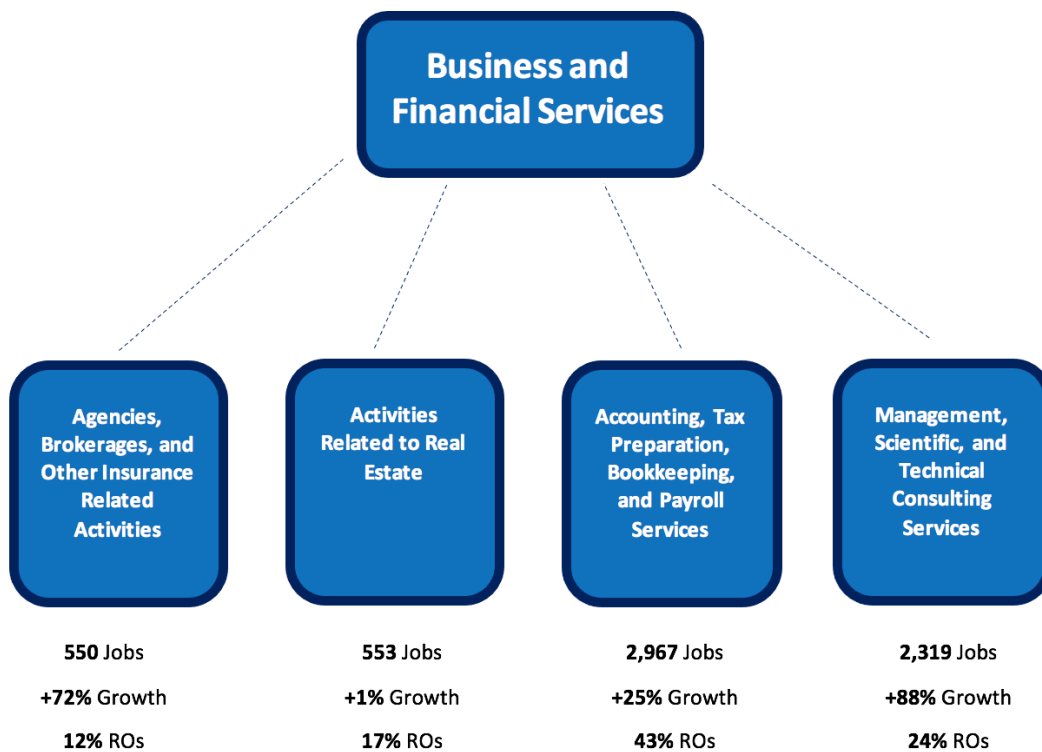 Business and
Financial Services
Agencies,
Brokerages, and
Other Insurance
Related
Activities
Activities
Related to Real
Estate
Accounting, Tax
Preparation,
Bookkeeping,
and Payroll
Services
Management,
Scientific, and
Technical
Consulting
Services
550 Jobs
+72% Growth
12% ROs
553 Jobs
+1% Growth
17% ROs
2,967 Jobs
+25% Growth
43% ROs
2,319 Jobs
+88% Growth
24% ROs